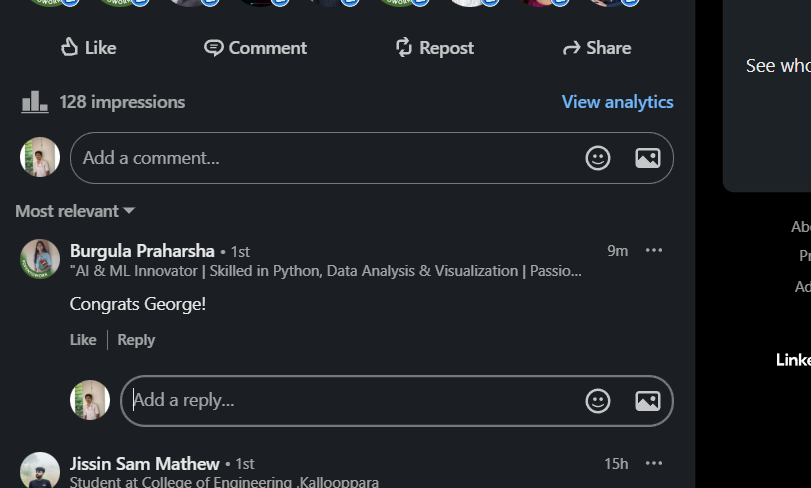 Like Comment Repost Share
128 impressions View analytics
See who
Add a comment...
Most relevant
Burgula Praharsha • 1st 9m
"AI & ML Innovator | Skilled in Python, Data Analysis & Visualization | Passio...
Congrats George!
Like Reply
Add a reply...
Jissin Sam Mathew • 1st 15h
Student at College of Engineering ,Kallooppara
Abo
Pr
Ad
Linke